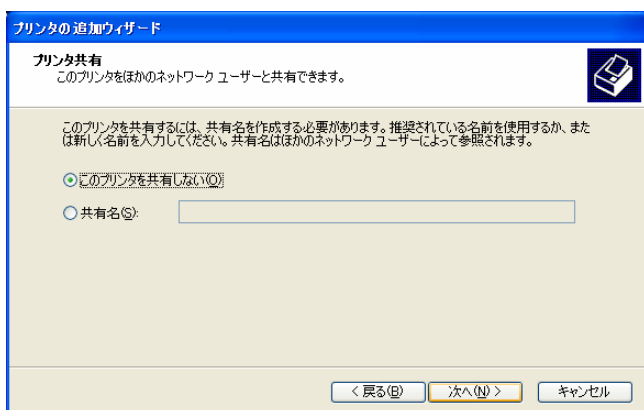 プリンタの追加ウィザード
プリンタ共有
このプリンタをほかのネットワーク ユーザーと共有できます。
このプリンタを共有するには、共有名を作成する必要があります。推奨されている名前を使用するか、また
は新しく名前を入力してください。共有名はほかのネットワーク ユーザーによって参照されます。
このプリンタを共有しない(O)
共有名(S):
< 戻る(B) 次へ(N) > キャンセル